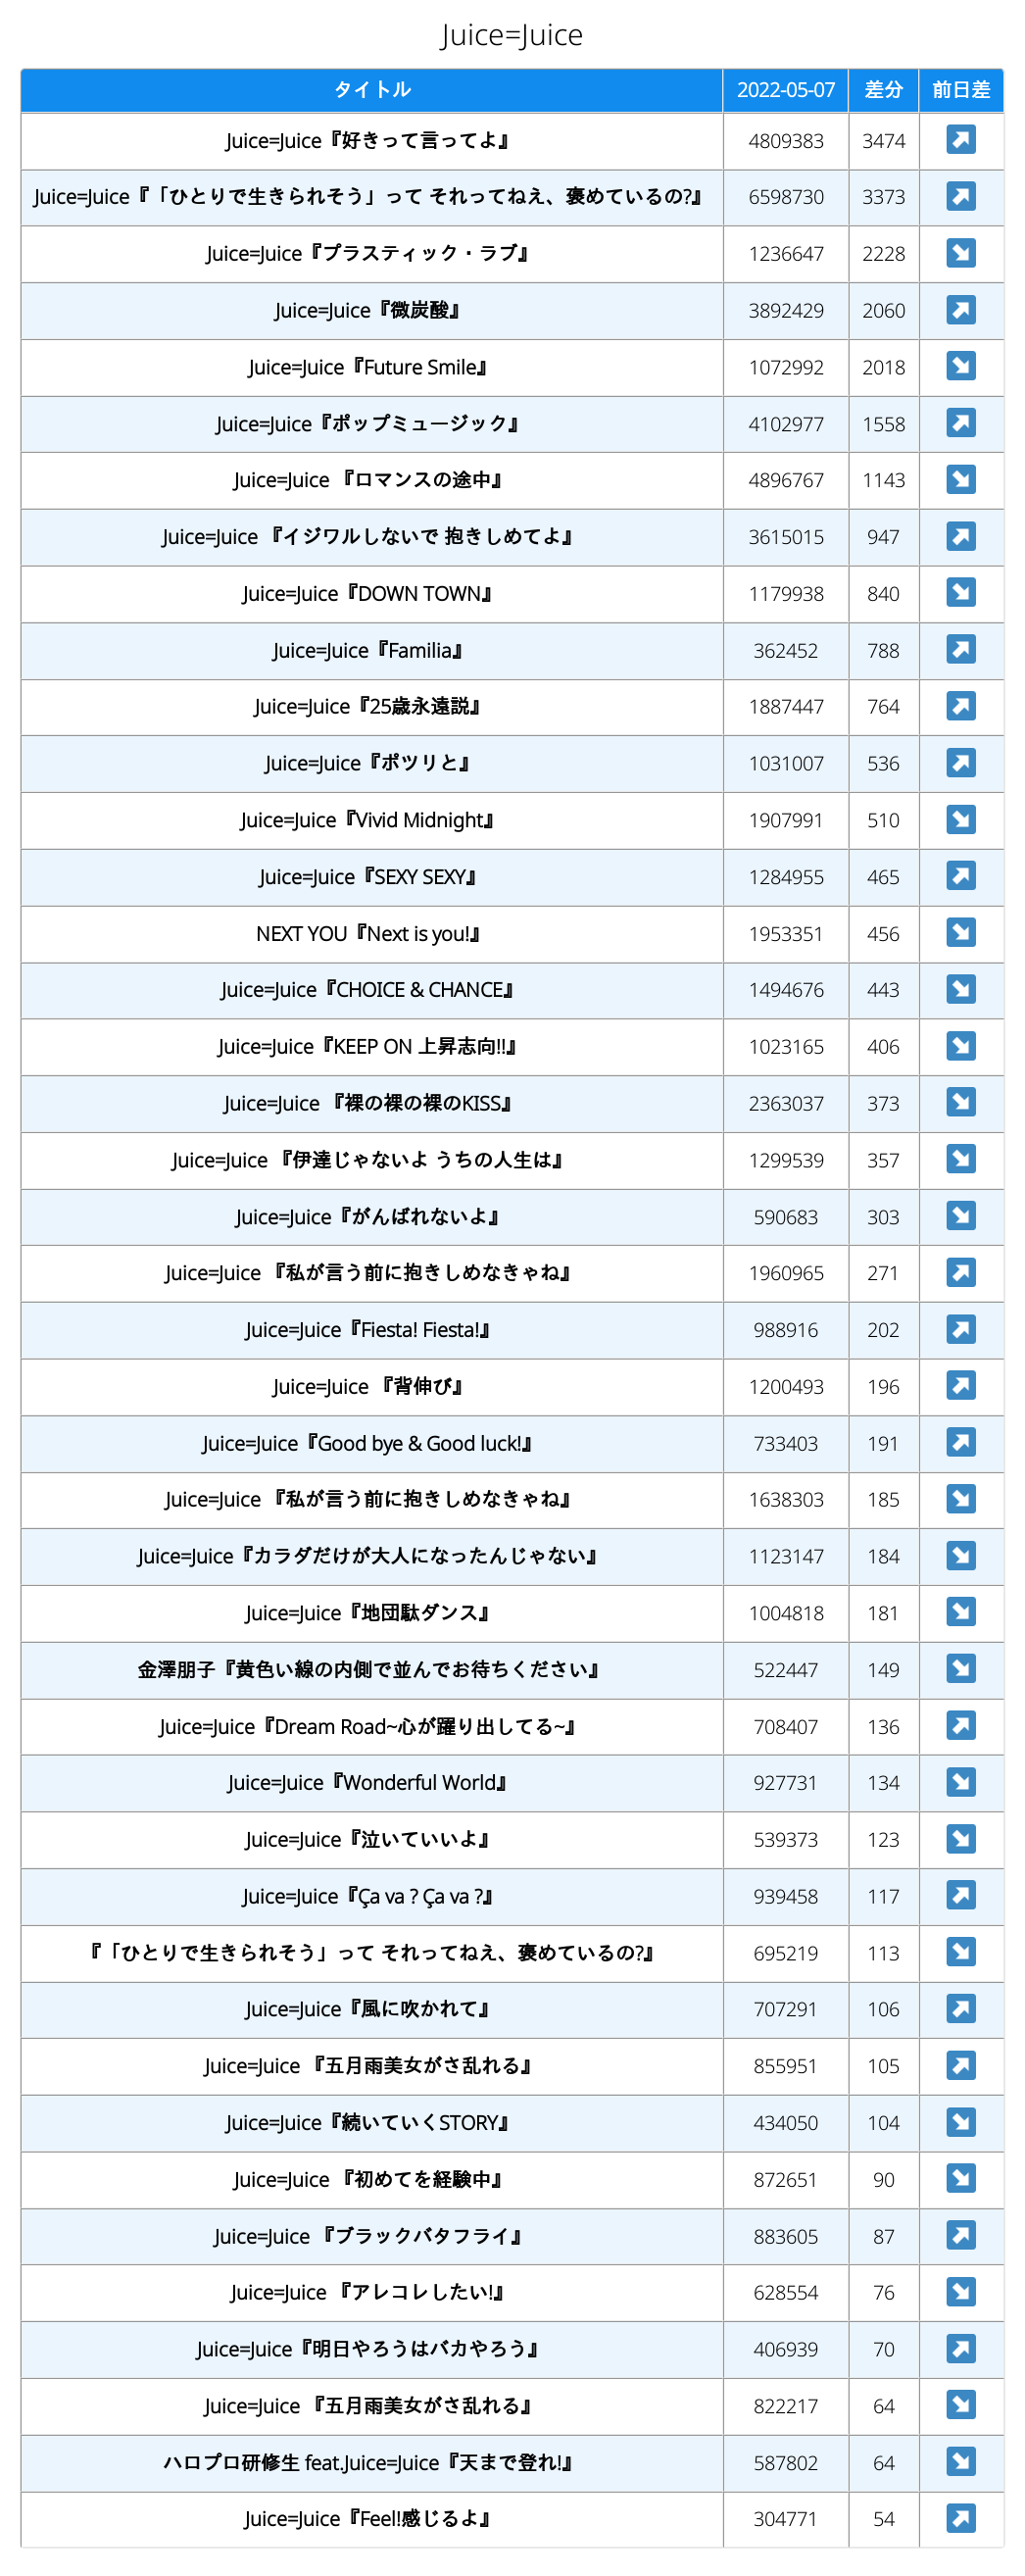 Juice=Juice
タイトル 2022-05-07 差分 前日差
Juice=Juice『好きって言ってよ』 4809383 3474
Juice=Juice『「ひとりで生きられそう」って それってねえ、褒めているの?』 6598730 3373
Juice=Juice『プラスティック・ラブ』 1236647 2228
Juice=Juice『微炭酸』 3892429 2060
Juice=Juice『Future Smile』 1072992 2018
Juice=Juice『ポップミュージック』 4102977 1558
Juice=Juice 『ロマンスの途中』 4896767 1143
Juice=Juice 『イジワルしないで 抱きしめてよ』 3615015 947
Juice=Juice『DOWN TOWN』 1179938 840
Juice=Juice『Familia』 362452 788
Juice=Juice『25歳永遠説』 1887447 764
Juice=Juice『ポツリと』 1031007 536
Juice=Juice『Vivid Midnight』 1907991 510
Juice=Juice『SEXY SEXY』 1284955 465
NEXT YOU『Next is you!』 1953351 456
Juice=Juice『CHOICE & CHANCE』 1494676 443
Juice=Juice『KEEP ON 上昇志向!!』 1023165 406
Juice=Juice 『裸の裸の裸のKISS』 2363037 373
Juice=Juice 『伊達じゃないよ うちの人生は』 1299539 357
Juice=Juice『がんばれないよ』 590683 303
Juice=Juice 『私が言う前に抱きしめなきゃね』 1960965 271
Juice=Juice『Fiesta! Fiesta!』 988916 202
Juice=Juice 『背伸び』 1200493 196
Juice=Juice『Good bye & Good luck!』 733403 191
Juice=Juice 『私が言う前に抱きしめなきゃね』 1638303 185
Juice=Juice『カラダだけが大人になったんじゃない』 1123147 184
Juice=Juice『地団駄ダンス』 1004818 181
金澤朋子『黄色い線の内側で並んでお待ちください』 522447 149
Juice=Juice『Dream Road~心が躍り出してる~』 708407 136
Juice=Juice『Wonderful World』 927731 134
Juice=Juice『泣いていいよ』 539373 123
Juice=Juice『Ça va ? Ça va ?』 939458 117
『「ひとりで生きられそう」って それってねえ、褒めているの?』 695219 113
Juice=Juice『風に吹かれて』 707291 106
Juice=Juice 『五月雨美女がさ乱れる』 855951 105
Juice=Juice『続いていくSTORY』 434050 104
Juice=Juice 『初めてを経験中』 872651 90
Juice=Juice 『ブラックバタフライ』 883605 87
Juice=Juice 『アレコレしたい!』 628554 76
Juice=Juice『明日やろうはバカやろう』 406939 70
Juice=Juice 『五月雨美女がさ乱れる』 822217 64
ハロプロ研修生 feat.Juice=Juice『天まで登れ!』 587802 64
Juice=Juice『Feel!感じるよ』 304771 54